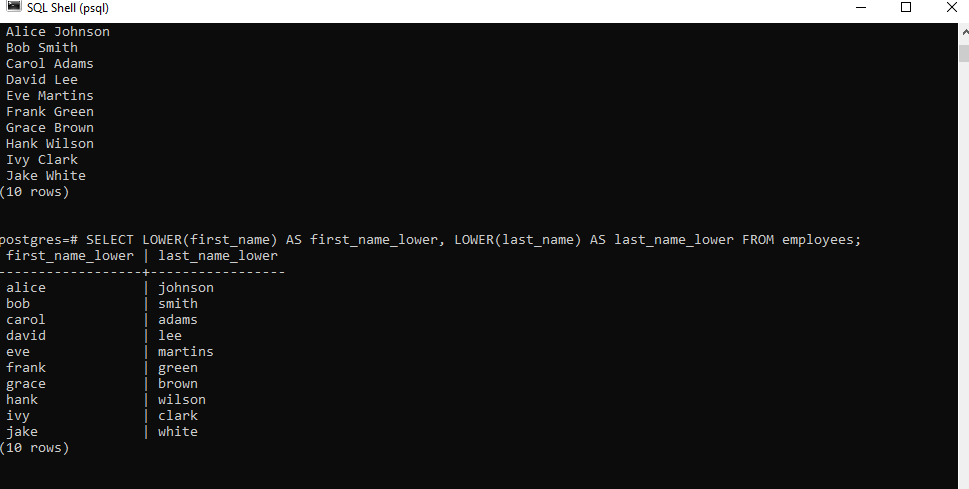 SQL Shell (psql)
Alice Johnson
Bob Smith
Carol Adams
David Lee
Eve Martins
Frank Green
Grace Brown
Hank Wilson
Ivy Clark
Jake White
(10 rows)
postgres=# SELECT LOWER(first_name) AS first_name_lower, LOWER(last_name) AS last_name_lower FROM employees;
 first_name_lower | last_name_lower
------------------+-----------------
 alice            | johnson
 bob              | smith
 carol            | adams
 david            | lee
 eve              | martins
 frank            | green
 grace            | brown
 hank             | wilson
 ivy              | clark
 jake             | white
(10 rows)